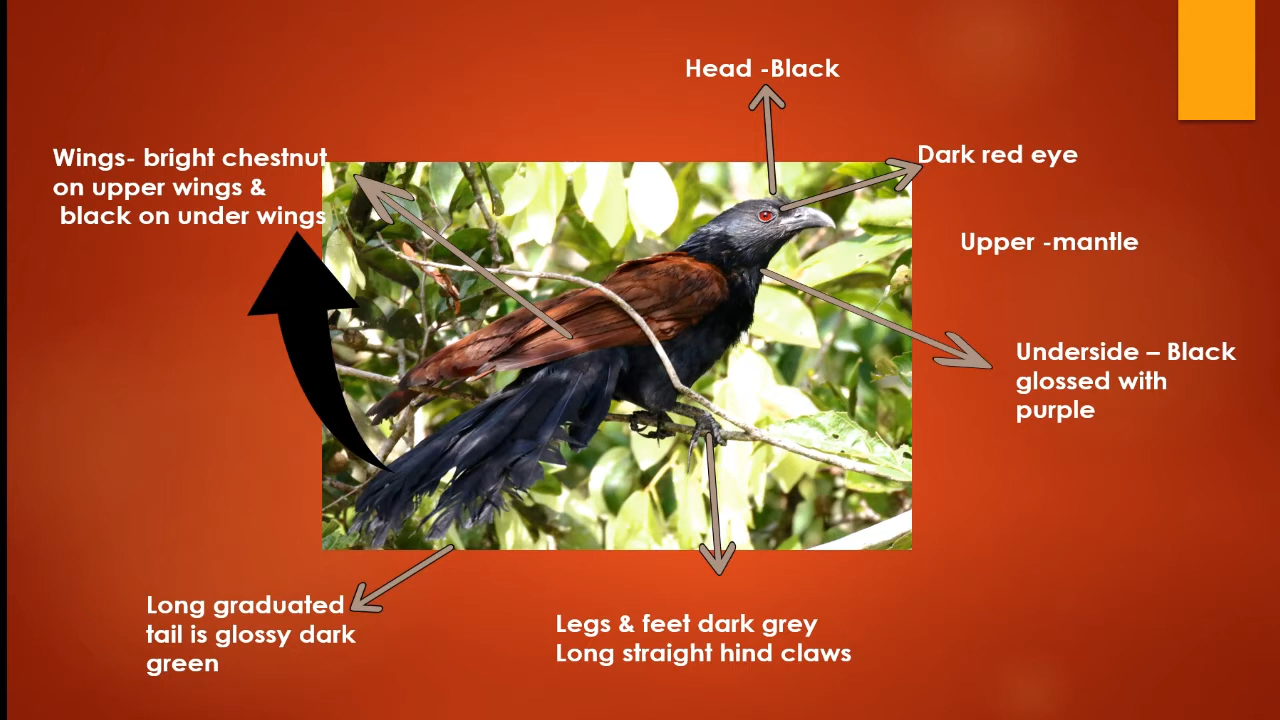 Head -Black
Wings- bright chestnut
on upper wings &
black on under wings
Dark red eye
Upper -mantle
Underside – Black
glossed with
purple
Long graduated
tail is glossy dark
green
Legs & feet dark grey
Long straight hind claws